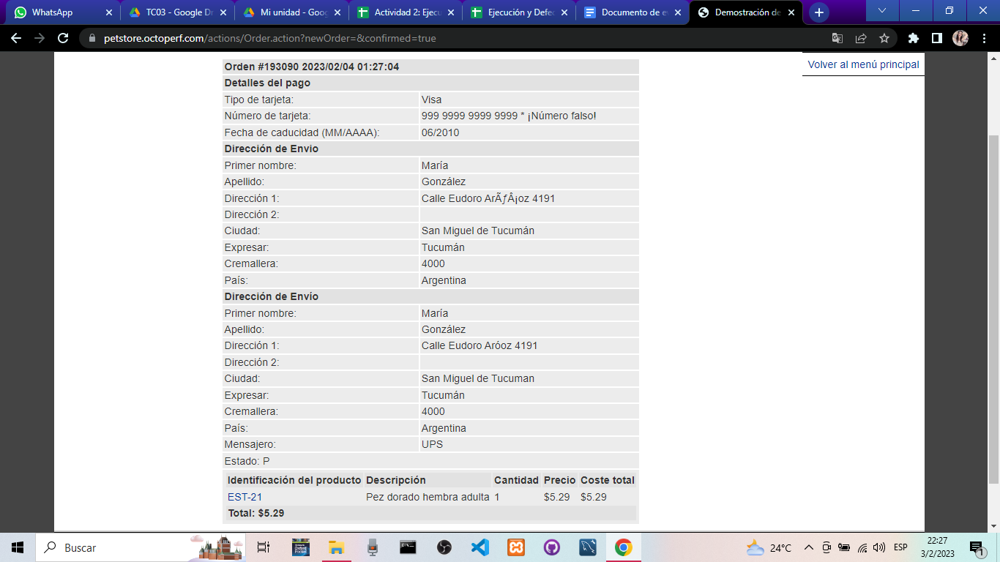 WhatsApp
TC03 - Google Dr
Mi unidad - Goog
Actividad 2: Ejecu
Ejecución y Defec
Documento de ev
Demostración de
petstore.octoperf.com/actions/Order.action?newOrder=&confirmed=true
Volver al menú principal
Orden #193090 2023/02/04 01:27:04
Detalles del pago
Tipo de tarjeta: Visa
Número de tarjeta: 999 9999 9999 9999 * ¡Número falso!
Fecha de caducidad (MM/AAAA): 06/2010
Dirección de Envio
Primer nombre: María
Apellido: González
Dirección 1: Calle Eudoro ArÃƒÂ¡oz 4191
Dirección 2:
Ciudad: San Miguel de Tucumán
Expresar: Tucumán
Cremallera: 4000
País: Argentina
Dirección de Envío
Primer nombre: María
Apellido: González
Dirección 1: Calle Eudoro Aróoz 4191
Dirección 2:
Ciudad: San Miguel de Tucuman
Expresar: Tucumán
Cremallera: 4000
País: Argentina
Mensajero: UPS
Estado: P
Identificación del producto Descripción Cantidad Precio Coste total
EST-21 Pez dorado hembra adulta 1 $5.29 $5.29
Total: $5.29
Buscar
24°C
ESP
22:27
3/2/2023
1